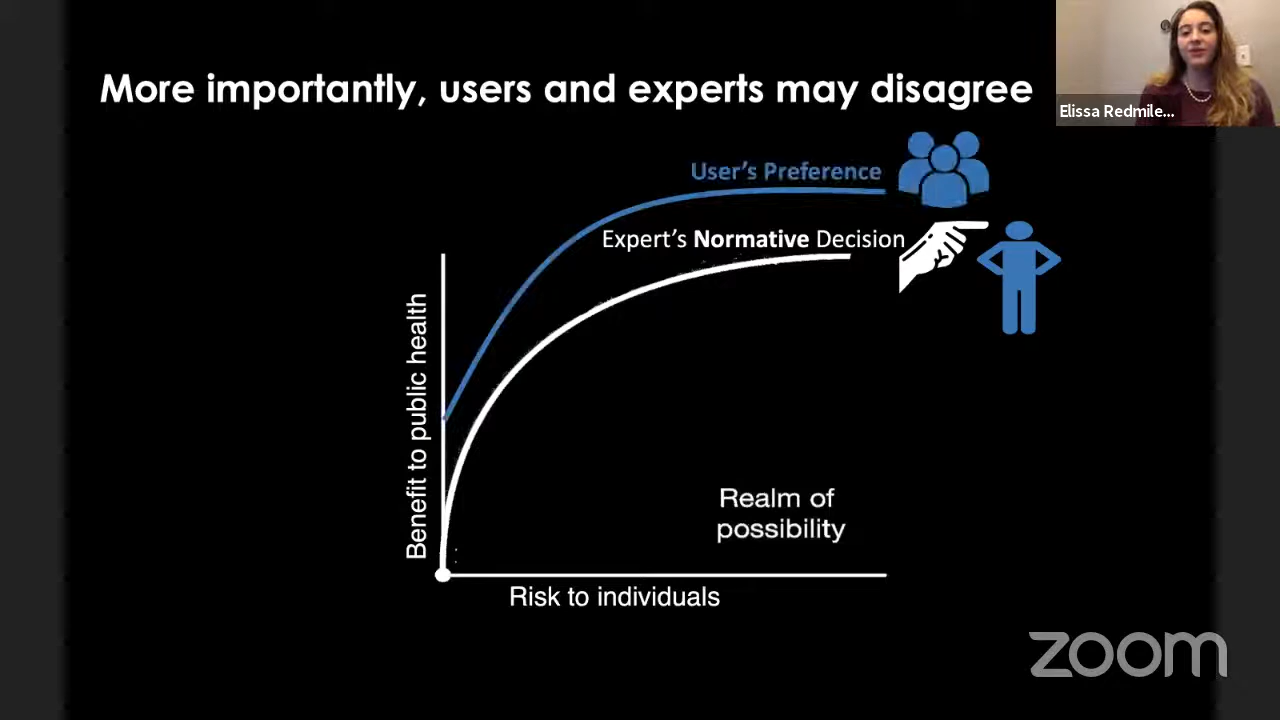 More importantly, users and experts may disagree
Elissa Redmile...
User's Preference
Expert's Normative Decision
Benefit to public health
Realm of
possibility
Risk to individuals
zoom